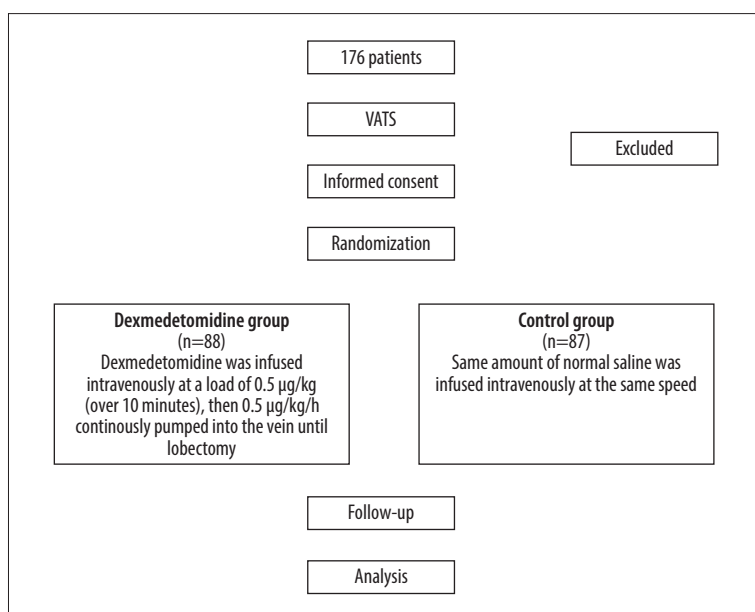 176 patients
VATS
Excluded
Informed consent
Randomization
Dexmedetomidine group
(n=88)
Dexmedetomidine was infused
intravenously at a load of 0.5 µg/kg
(over 10 minutes), then 0.5 µg/kg/h
continously pumped into the vein until
lobectomy
Control group
(n=87)
Same amount of normal saline was
infused intravenously at the same speed
Follow-up
Analysis